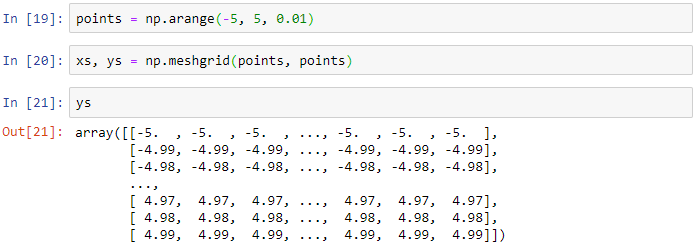 In [19]: points = np.arange(-5, 5, 0.01)
In [20]: xs, ys = np.meshgrid(points, points)
In [21]: ys
Out[21]: array([[-5.  , -5.  , -5.  , ..., -5.  , -5.  , -5.  ],
       [-4.99, -4.99, -4.99, ..., -4.99, -4.99, -4.99],
       [-4.98, -4.98, -4.98, ..., -4.98, -4.98, -4.98],
       ...,
       [ 4.97,  4.97,  4.97, ...,  4.97,  4.97,  4.97],
       [ 4.98,  4.98,  4.98, ...,  4.98,  4.98,  4.98],
       [ 4.99,  4.99,  4.99, ...,  4.99,  4.99,  4.99]])